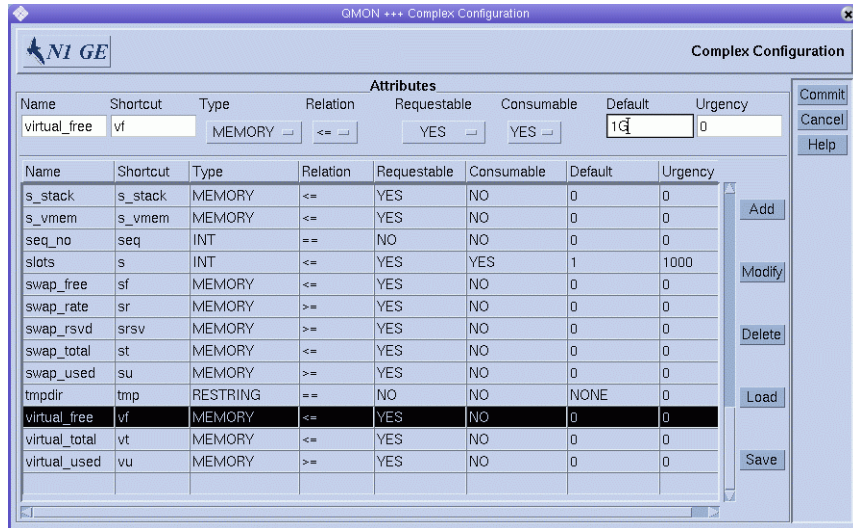 QMON +++ Complex Configuration
N1 GE
Complex Configuration
Attributes
Name Shortcut Type Relation Requestable Consumable Default Urgency
virtual_free vf MEMORY <= YES YES 1G 0
Commit
Cancel
Help
Name Shortcut Type Relation Requestable Consumable Default Urgency
s_stack s_stack MEMORY <= YES NO 0 0
s_vmem s_vmem MEMORY <= YES NO 0 0
seq_no seq INT == NO NO 0 0
slots s INT <= YES YES 1 1000
swap_free sf MEMORY <= YES NO 0 0
swap_rate sr MEMORY >= YES NO 0 0
swap_rsvd srsv MEMORY >= YES NO 0 0
swap_total st MEMORY <= YES NO 0 0
swap_used su MEMORY >= YES NO 0 0
tmpdir tmp RESTRING == NO NO NONE 0
virtual_free vf MEMORY <= YES NO 0 0
virtual_total vt MEMORY <= YES NO 0 0
virtual_used vu MEMORY >= YES NO 0 0
Add
Modify
Delete
Load
Save